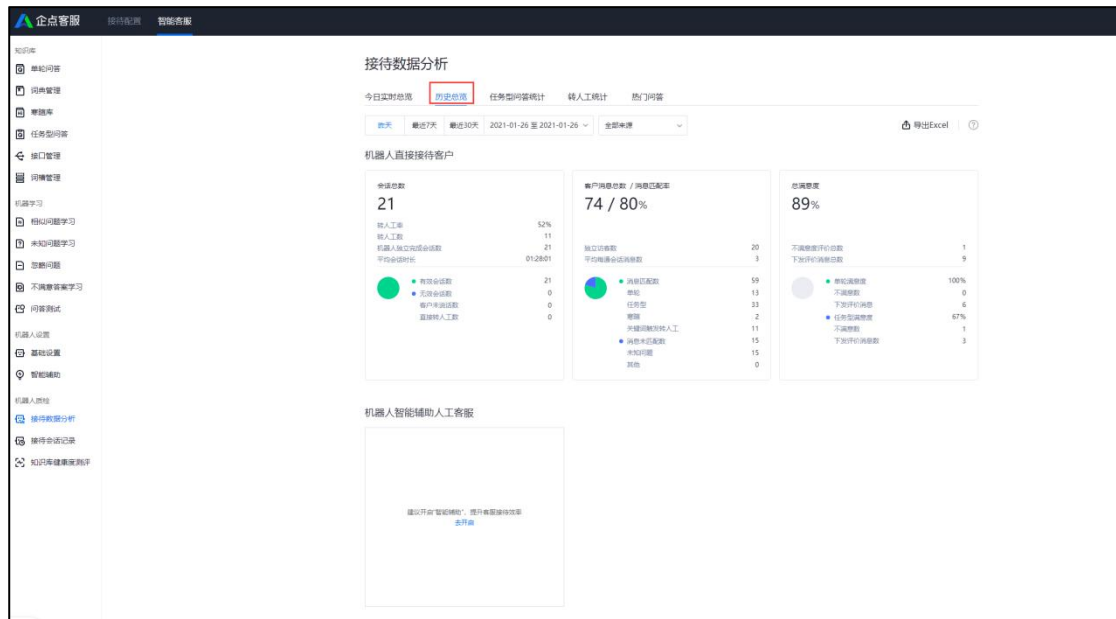 企点客服
接待配置
智能客服
知识库
单轮问答
词典管理
寒暄库
任务型问答
接口管理
词槽管理
机器学习
相似问题学习
未知问题学习
忽略问题
不满意答案学习
问答测试
机器人设置
基础设置
智能辅助
机器人质检
接待数据分析
接待会话记录
知识库健康度测评
接待数据分析
今日实时总览 历史总览 任务型问答统计 转人工统计 热门问答
昨天 最近7天 最近30天 2021-01-26 至 2021-01-26 全部来源 导出Excel
机器人直接接待客户
会话总数
21
转人工率 52%
转人工数 11
机器人独立完成会话数 21
平均会话时长 01:28:01
有效会话数 21
无效会话数 0
客户未说话数 0
直接转人工数 0
客户消息总数 / 消息匹配率
74 / 80%
独立访客数 20
平均每通会话消息数 3
消息匹配数 59
单轮 13
任务型 33
寒暄 2
关键词触发转人工 11
消息未匹配数 15
未知问题 15
其他 0
总满意度
89%
不满意度评价总数 1
下发评价消息总数 9
单轮满意度 100%
不满意数 0
下发评价消息 6
任务型满意度 67%
不满意数 1
下发评价消息数 3
机器人智能辅助人工客服
建议开启"智能辅助"，提升客服接待效率
去开启